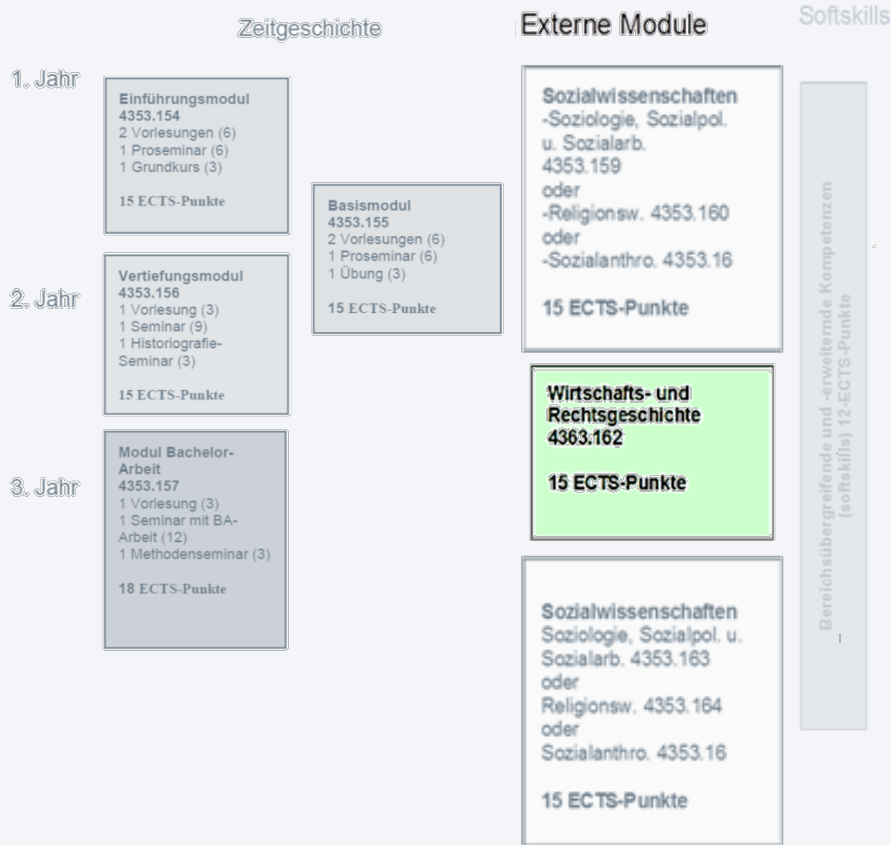 Zeitgeschichte
Externe Module
Softskills
1. Jahr
Einführungsmodul
4353.154
2 Vorlesungen (6)
1 Proseminar (6)
1 Grundkurs (3)
15 ECTS-Punkte
Basismodul
4353.155
2 Vorlesungen (6)
1 Proseminar (6)
1 Übung (3)
15 ECTS-Punkte
2. Jahr
Vertiefungsmodul
4353.156
1 Vorlesung (3)
1 Seminar (9)
1 Historiografie-
Seminar (3)
15 ECTS-Punkte
3. Jahr
Modul Bachelor-
Arbeit
4353.157
1 Vorlesung (3)
1 Seminar mit BA-
Arbeit (12)
1 Methodenseminar (3)
18 ECTS-Punkte
Sozialwissenschaften
-Soziologie, Sozialpol.
u. Sozialarb.
4353.159
oder
-Religionsw. 4353.160
oder
-Sozialanthro. 4353.16
15 ECTS-Punkte
Wirtschafts- und
Rechtsgeschichte
4363.162
15 ECTS-Punkte
Sozialwissenschaften
Soziologie, Sozialpol. u.
Sozialarb. 4353.163
oder
Religionsw. 4353.164
oder
Sozialanthro. 4353.16
15 ECTS-Punkte
Bereichsübergreifende und -erweiternde Kompetenzen
(softskills) 12-ECTS-Punkte